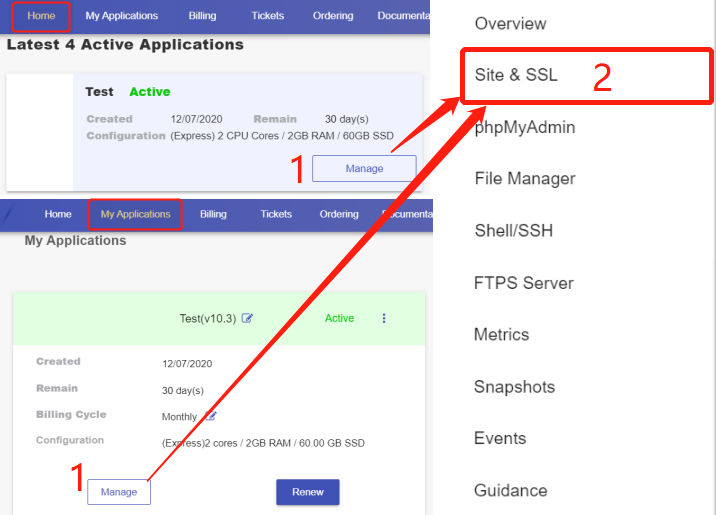 Home My Applications Billing Tickets Ordering Documenta
Latest 4 Active Applications
Test Active
Created 12/07/2020 Remain 30 day(s)
Configuration (Express) 2 CPU Cores / 2GB RAM / 60GB SSD
1 Manage
Home My Applications Billing Tickets Ordering Documenta
My Applications
Test(v10.3) Active
Created 12/07/2020
Remain 30 day(s)
Billing Cycle Monthly
Configuration (Express)2 cores / 2GB RAM / 60.00 GB SSD
1 Manage Renew
Overview
Site & SSL 2
phpMyAdmin
File Manager
Shell/SSH
FTPS Server
Metrics
Snapshots
Events
Guidance